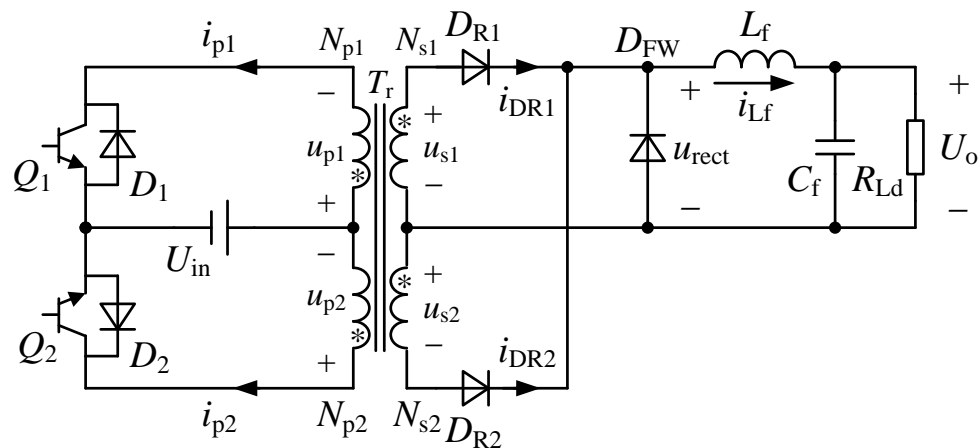 i_p1 N_p1 N_s1 D_R1 D_FW L_f
T_r
− * + i_DR1 + i_Lf +
Q_1 D_1 u_p1 u_s1 u_rect C_f R_Ld U_o
* −
+ − −
U_in
− +
*
u_p2 u_s2
Q_2 D_2 * − i_DR2
+
i_p2 N_p2 N_s2 D_R2